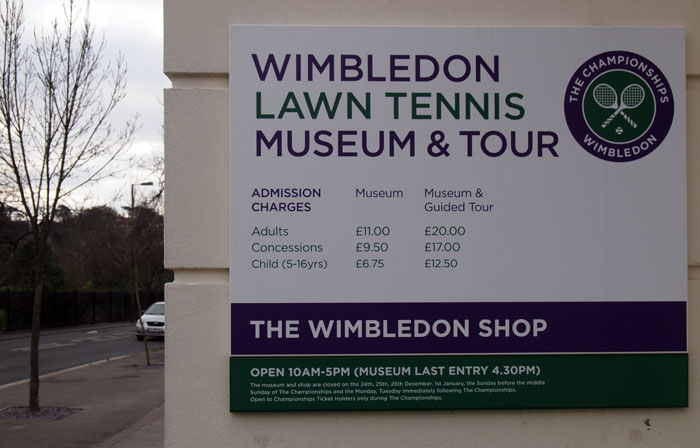 WIMBLEDON
LAWN TENNIS
MUSEUM & TOUR
THE CHAMPIONSHIPS
WIMBLEDON
ADMISSION CHARGES Museum Museum & Guided Tour
Adults £11.00 £20.00
Concessions £9.50 £17.00
Child (5-16yrs) £6.75 £12.50
THE WIMBLEDON SHOP
OPEN 10AM-5PM (MUSEUM LAST ENTRY 4.30PM)
The museum and shop are closed on the 24th, 25th, 26th December, 1st January, the Sunday before the middle
Sunday of The Championships and the Monday, Tuesday immediately following The Championships.
Open to Championships Ticket Holders only during The Championships.